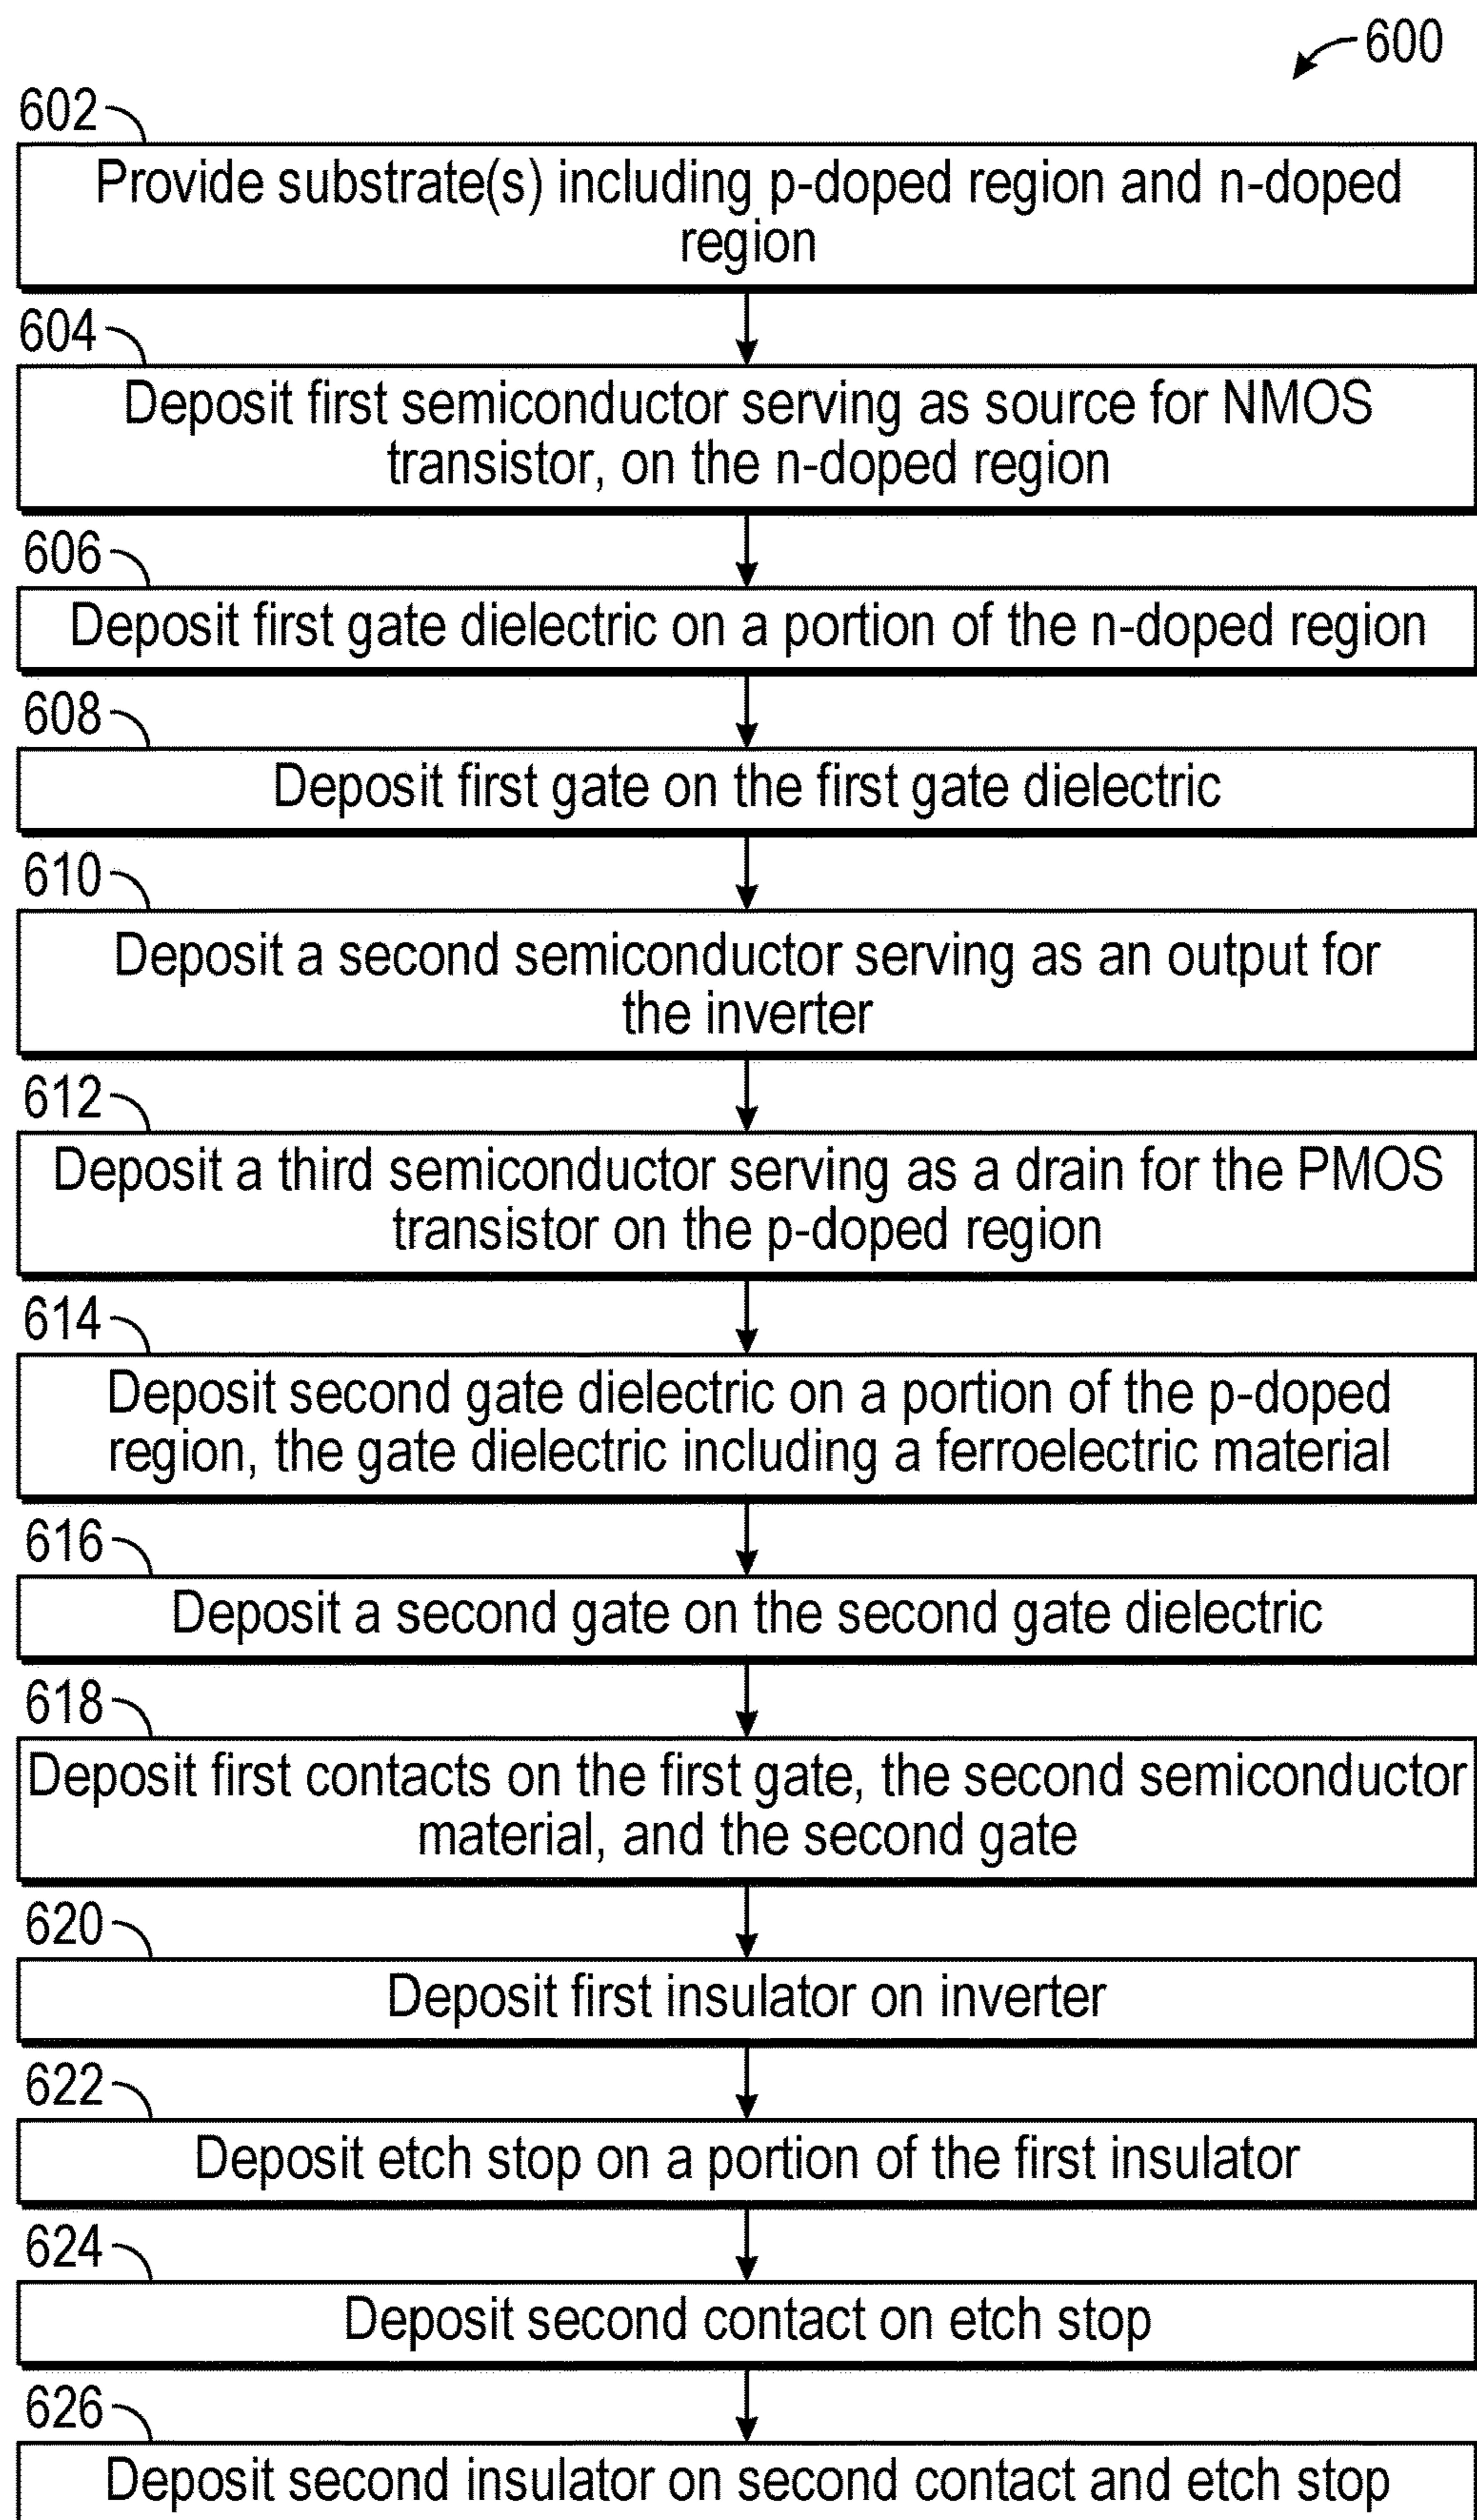 600
602
Provide substrate(s) including p-doped region and n-doped
region
604
Deposit first semiconductor serving as source for NMOS
transistor, on the n-doped region
606
Deposit first gate dielectric on a portion of the n-doped region
608
Deposit first gate on the first gate dielectric
610
Deposit a second semiconductor serving as an output for
the inverter
612
Deposit a third semiconductor serving as a drain for the PMOS
transistor on the p-doped region
614
Deposit second gate dielectric on a portion of the p-doped
region, the gate dielectric including a ferroelectric material
616
Deposit a second gate on the second gate dielectric
618
Deposit first contacts on the first gate, the second semiconductor
material, and the second gate
620
Deposit first insulator on inverter
622
Deposit etch stop on a portion of the first insulator
624
Deposit second contact on etch stop
626
Deposit second insulator on second contact and etch stop